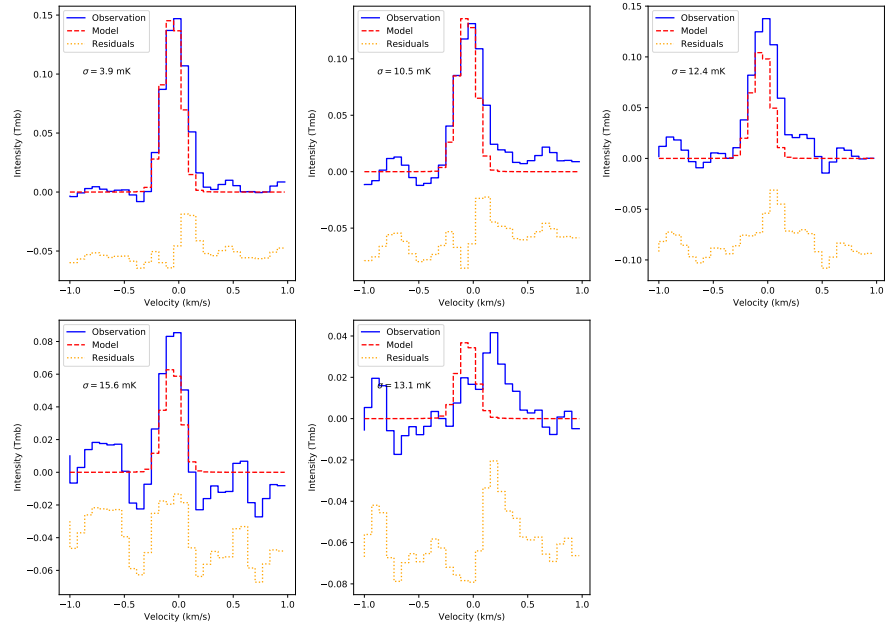 Observation
Model
Residuals
σ = 3.9 mK
0.15
0.10
0.05
0.00
−0.05
Intensity (Tmb)
−1.0 −0.5 0.0 0.5 1.0
Velocity (km/s)
Observation
Model
Residuals
σ = 10.5 mK
0.10
0.05
0.00
−0.05
Intensity (Tmb)
−1.0 −0.5 0.0 0.5 1.0
Velocity (km/s)
Observation
Model
Residuals
σ = 12.4 mK
0.15
0.10
0.05
0.00
−0.05
−0.10
Intensity (Tmb)
−1.0 −0.5 0.0 0.5 1.0
Velocity (km/s)
Observation
Model
Residuals
σ = 15.6 mK
0.08
0.06
0.04
0.02
0.00
−0.02
−0.04
−0.06
Intensity (Tmb)
−1.0 −0.5 0.0 0.5 1.0
Velocity (km/s)
Observation
Model
Residuals
σ = 13.1 mK
0.04
0.02
0.00
−0.02
−0.04
−0.06
−0.08
Intensity (Tmb)
−1.0 −0.5 0.0 0.5 1.0
Velocity (km/s)